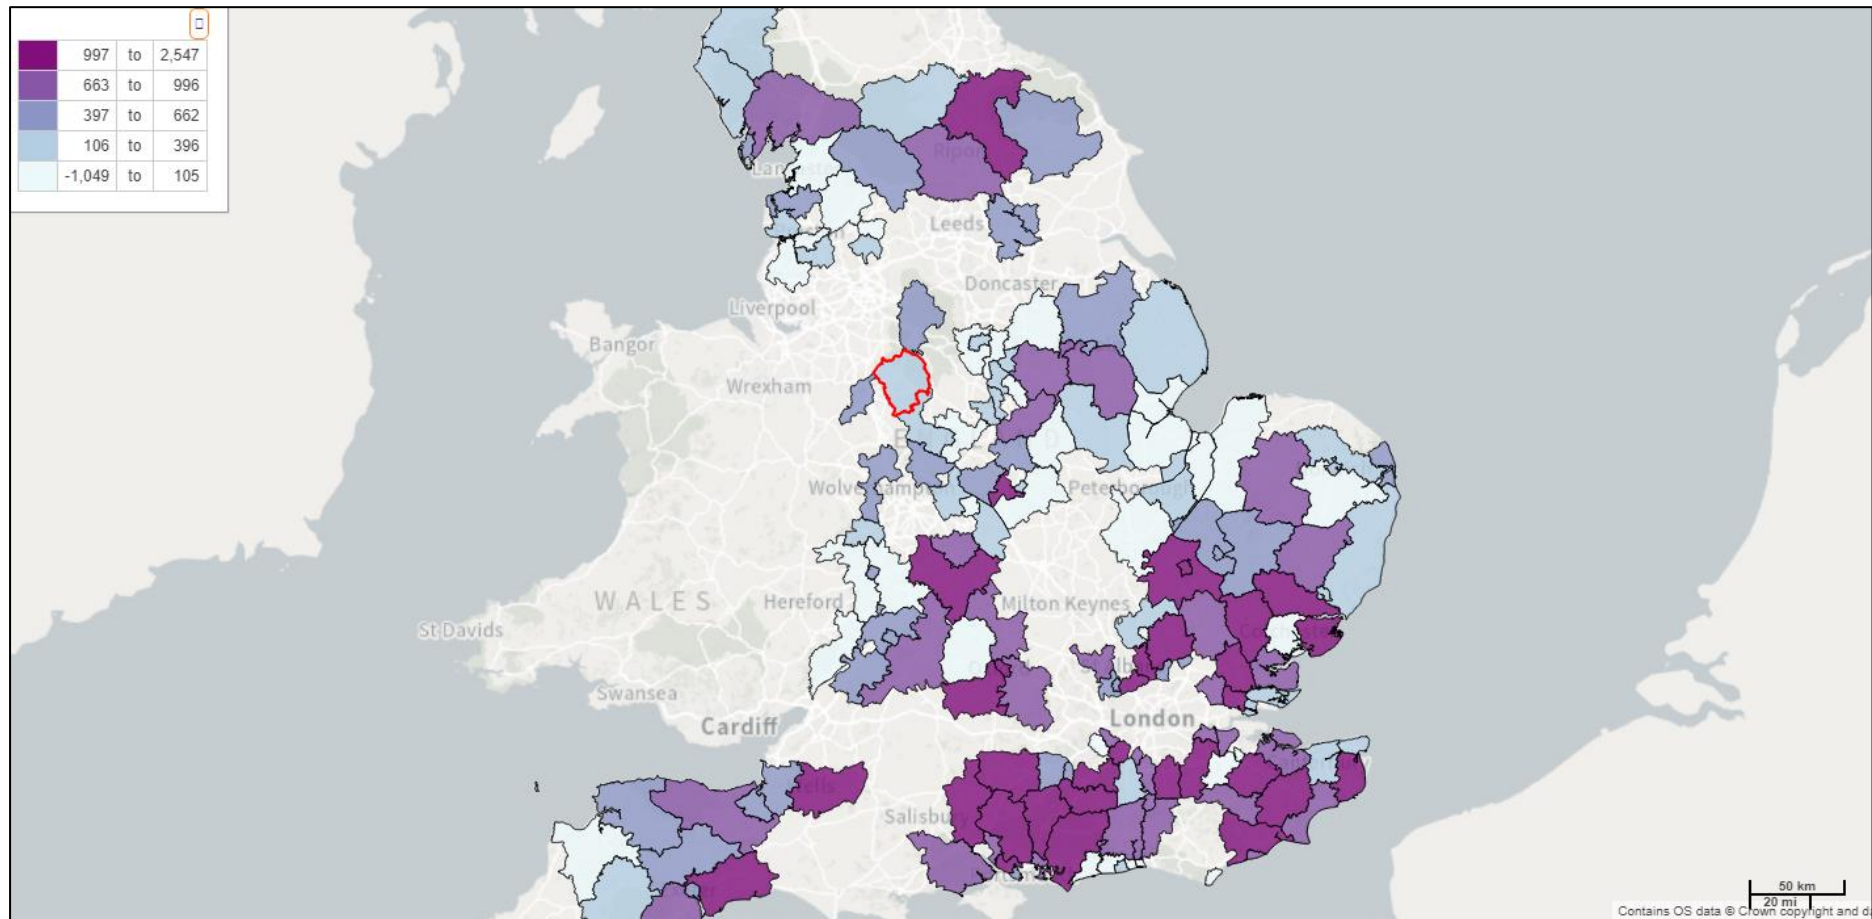 997 to 2,547
663 to 996
397 to 662
106 to 396
-1,049 to 105
Ripon
Leeds
Doncaster
Liverpool
Bangor
Wrexham
Peterborough
WALES
Hereford
Milton Keynes
St Davids
Swansea
Cardiff
London
Salisbury
50 km
20 mi
Contains OS data © Crown copyright and d